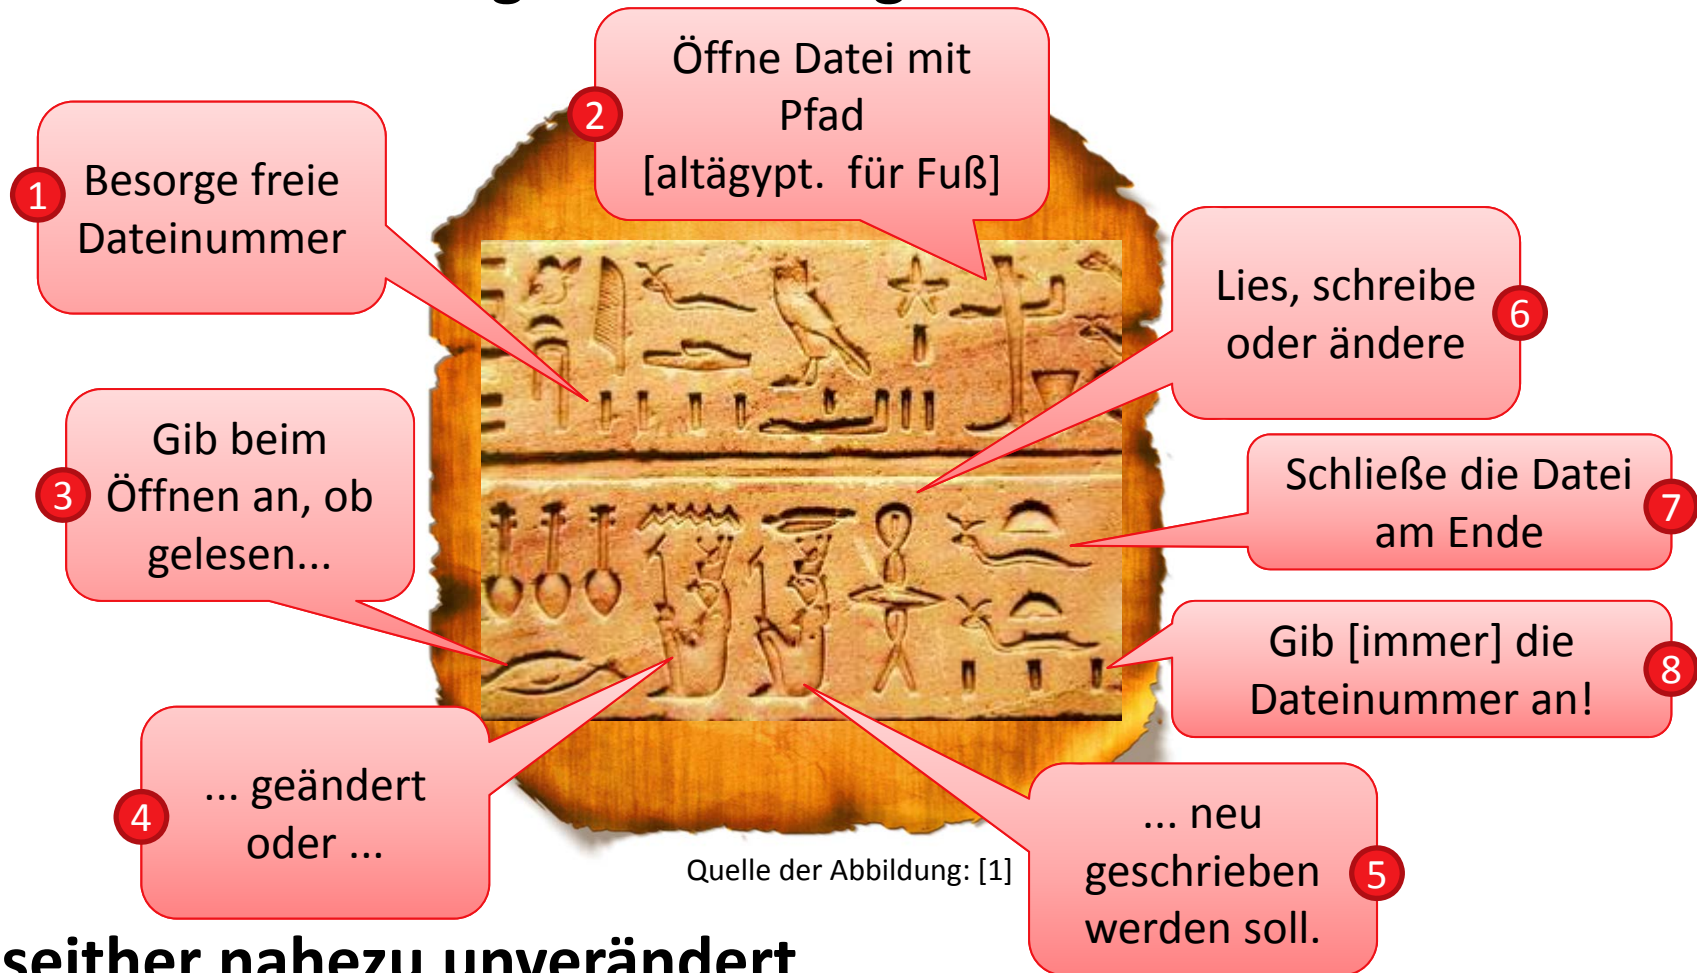 1
Besorge freie
Dateinummer
2
Öffne Datei mit
Pfad
[altägypt. für Fuß]
3
Gib beim
Öffnen an, ob
gelesen...
4
... geändert
oder ...
5
... neu
geschrieben
werden soll.
6
Lies, schreibe
oder ändere
7
Schließe die Datei
am Ende
8
Gib [immer] die
Dateinummer an!
Quelle der Abbildung: [1]
seither nahezu unverändert